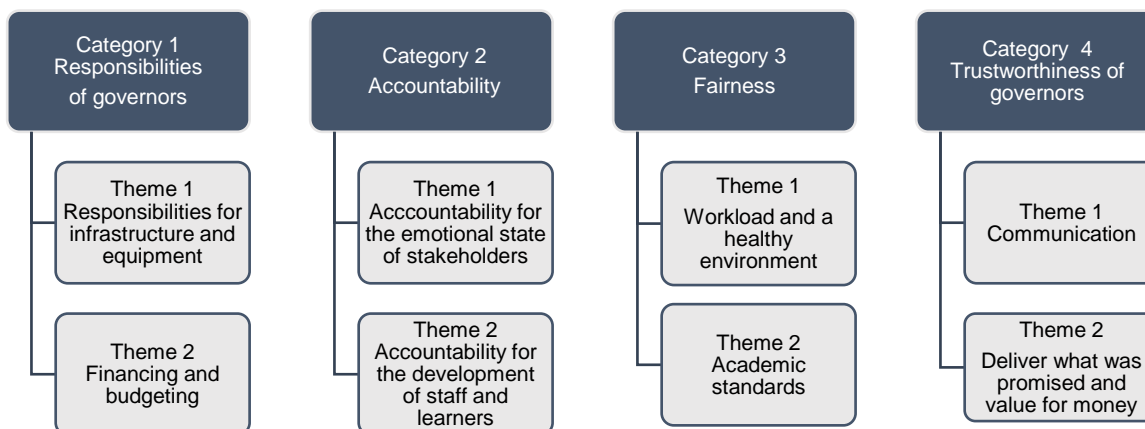 Category 1
Responsibilities
of governors
Theme 1
Responsibilities for
infrastructure and
equipment
Theme 2
Financing and
budgeting
Category 2
Accountability
Theme 1
Acccountability for
the emotional state
of stakeholders
Theme 2
Accountability for
the development
of staff and
learners
Category 3
Fairness
Theme 1
Workload and a
healthy
environment
Theme 2
Academic
standards
Category 4
Trustworthiness of
governors
Theme 1
Communication
Theme 2
Deliver what was
promised and
value for money